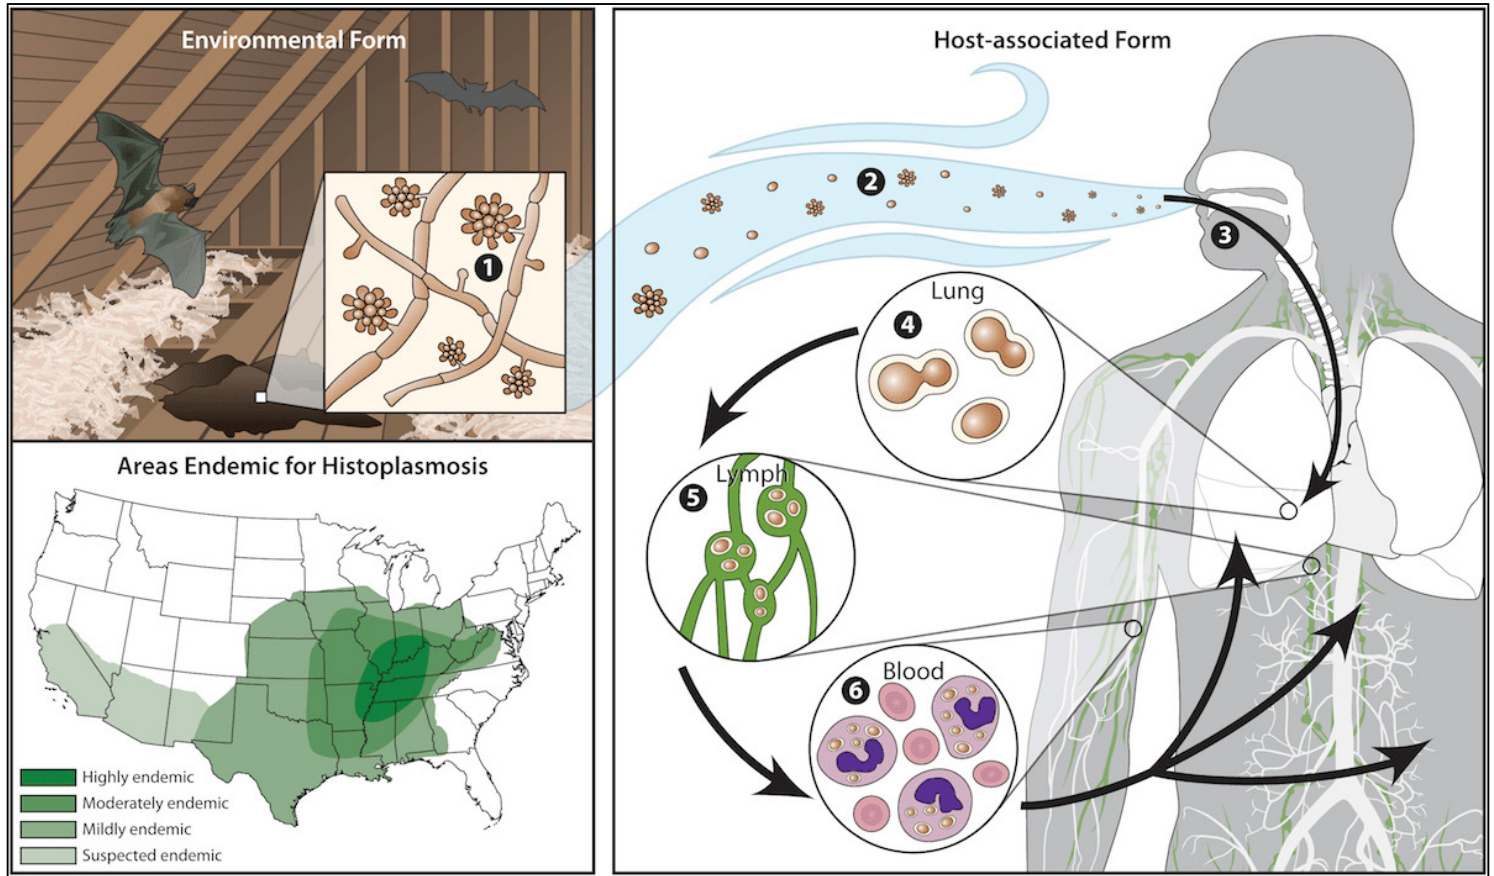 Environmental Form
1
Areas Endemic for Histoplasmosis
Highly endemic
Moderately endemic
Mildly endemic
Suspected endemic
Host-associated Form
2
3
Lung
4
Lymph
5
Blood
6